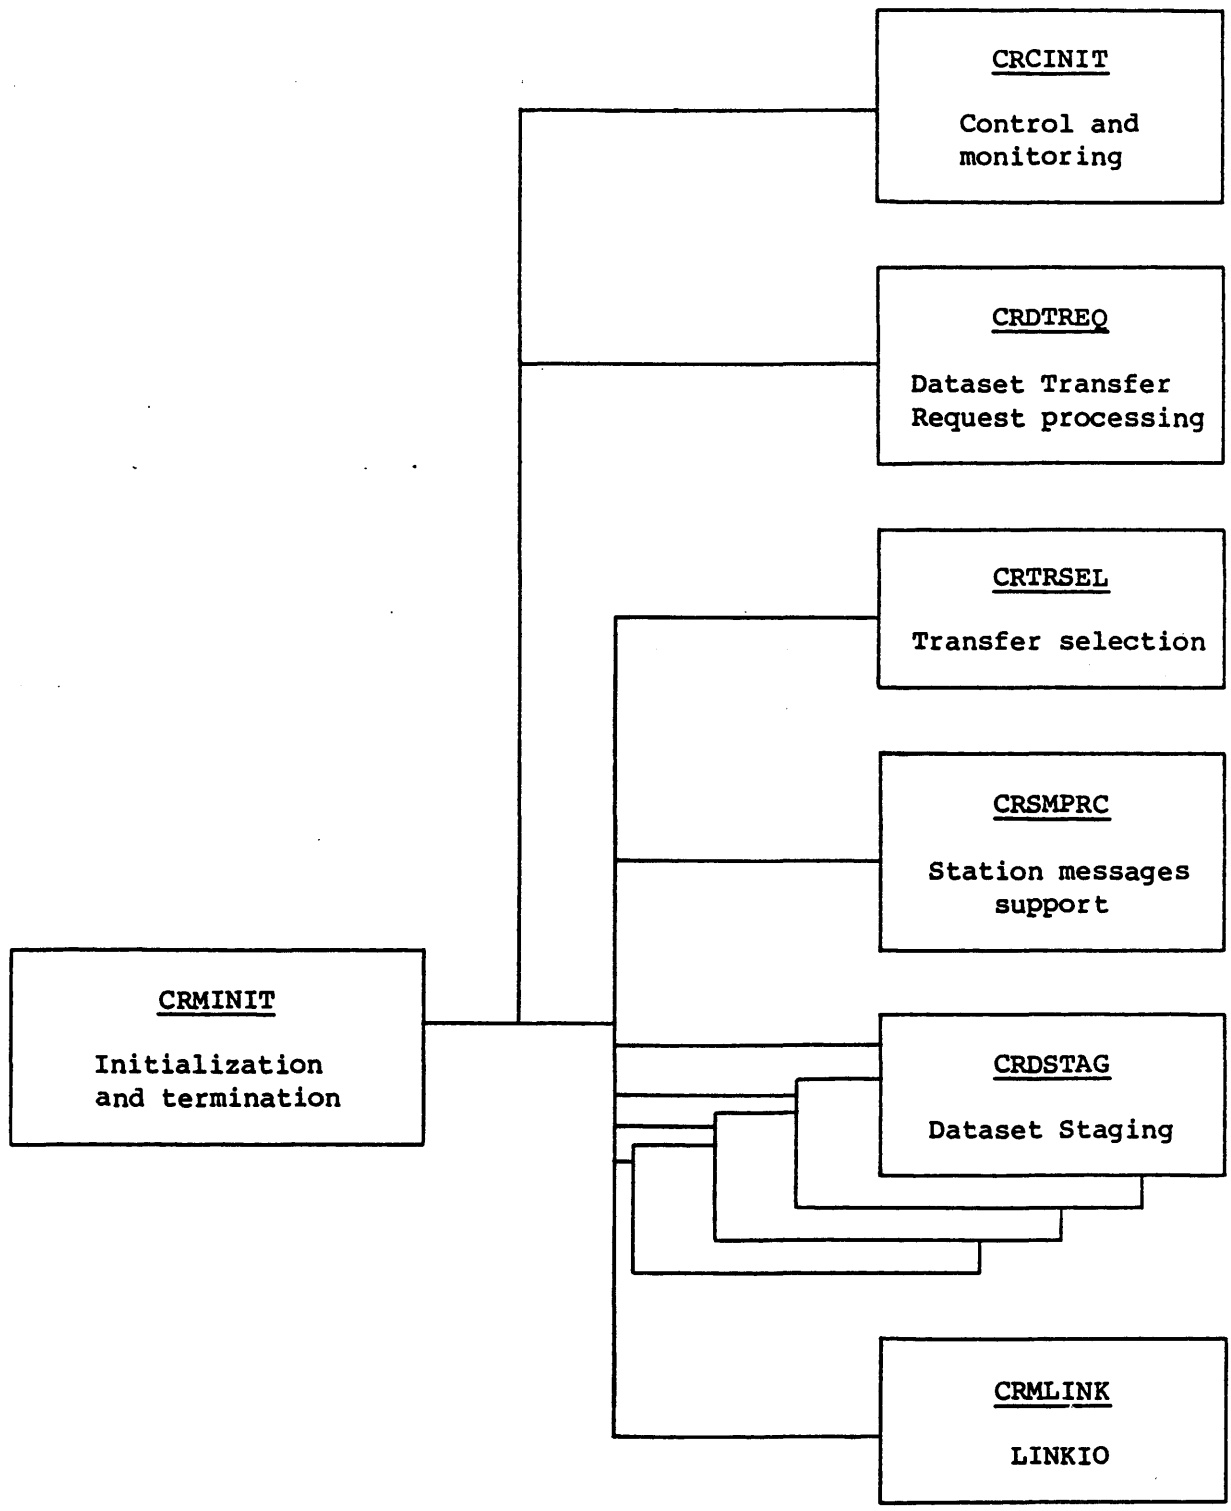 CRCINIT
Control and
monitoring
CRDTREQ
Dataset Transfer
Request processing
CRTRSEL
Transfer selection
CRSMPRC
Station messages
support
CRMINIT
Initialization
and termination
CRDSTAG
Dataset Staging
CRMLINK
LINKIO